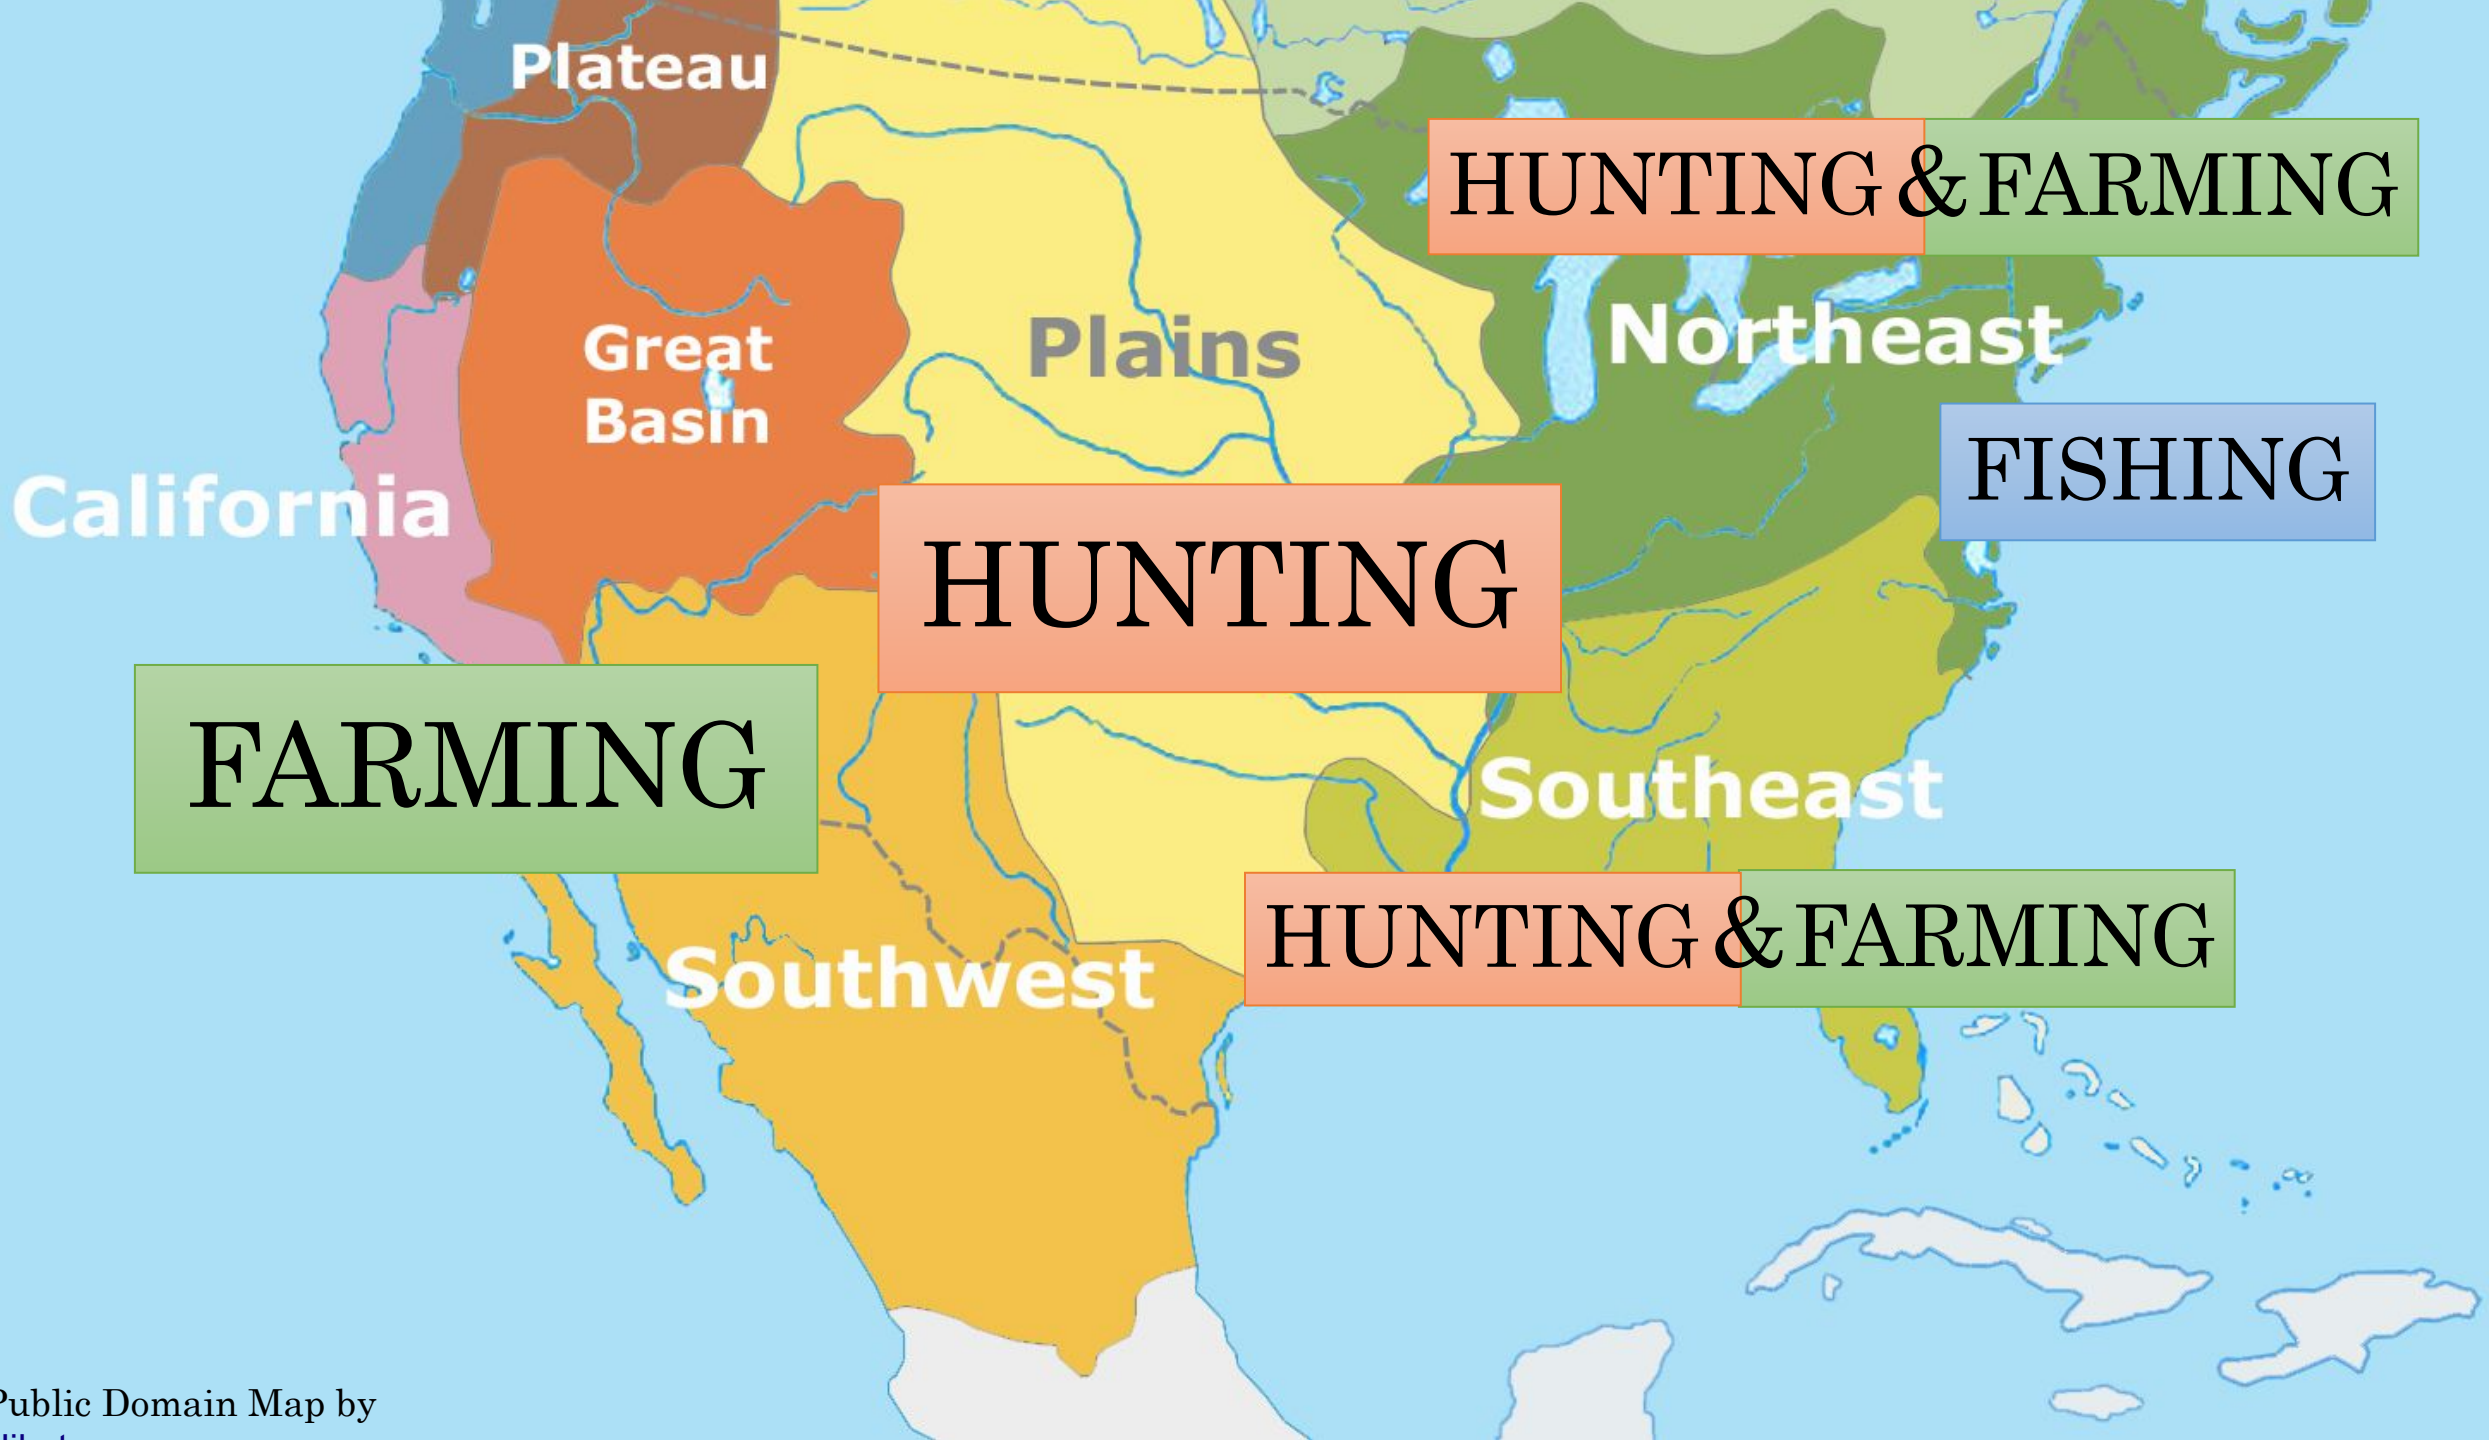 Plateau
HUNTING & FARMING
Great
Basin
Plains
Northeast
FISHING
California
HUNTING
FARMING
Southeast
HUNTING & FARMING
Southwest
Public Domain Map by